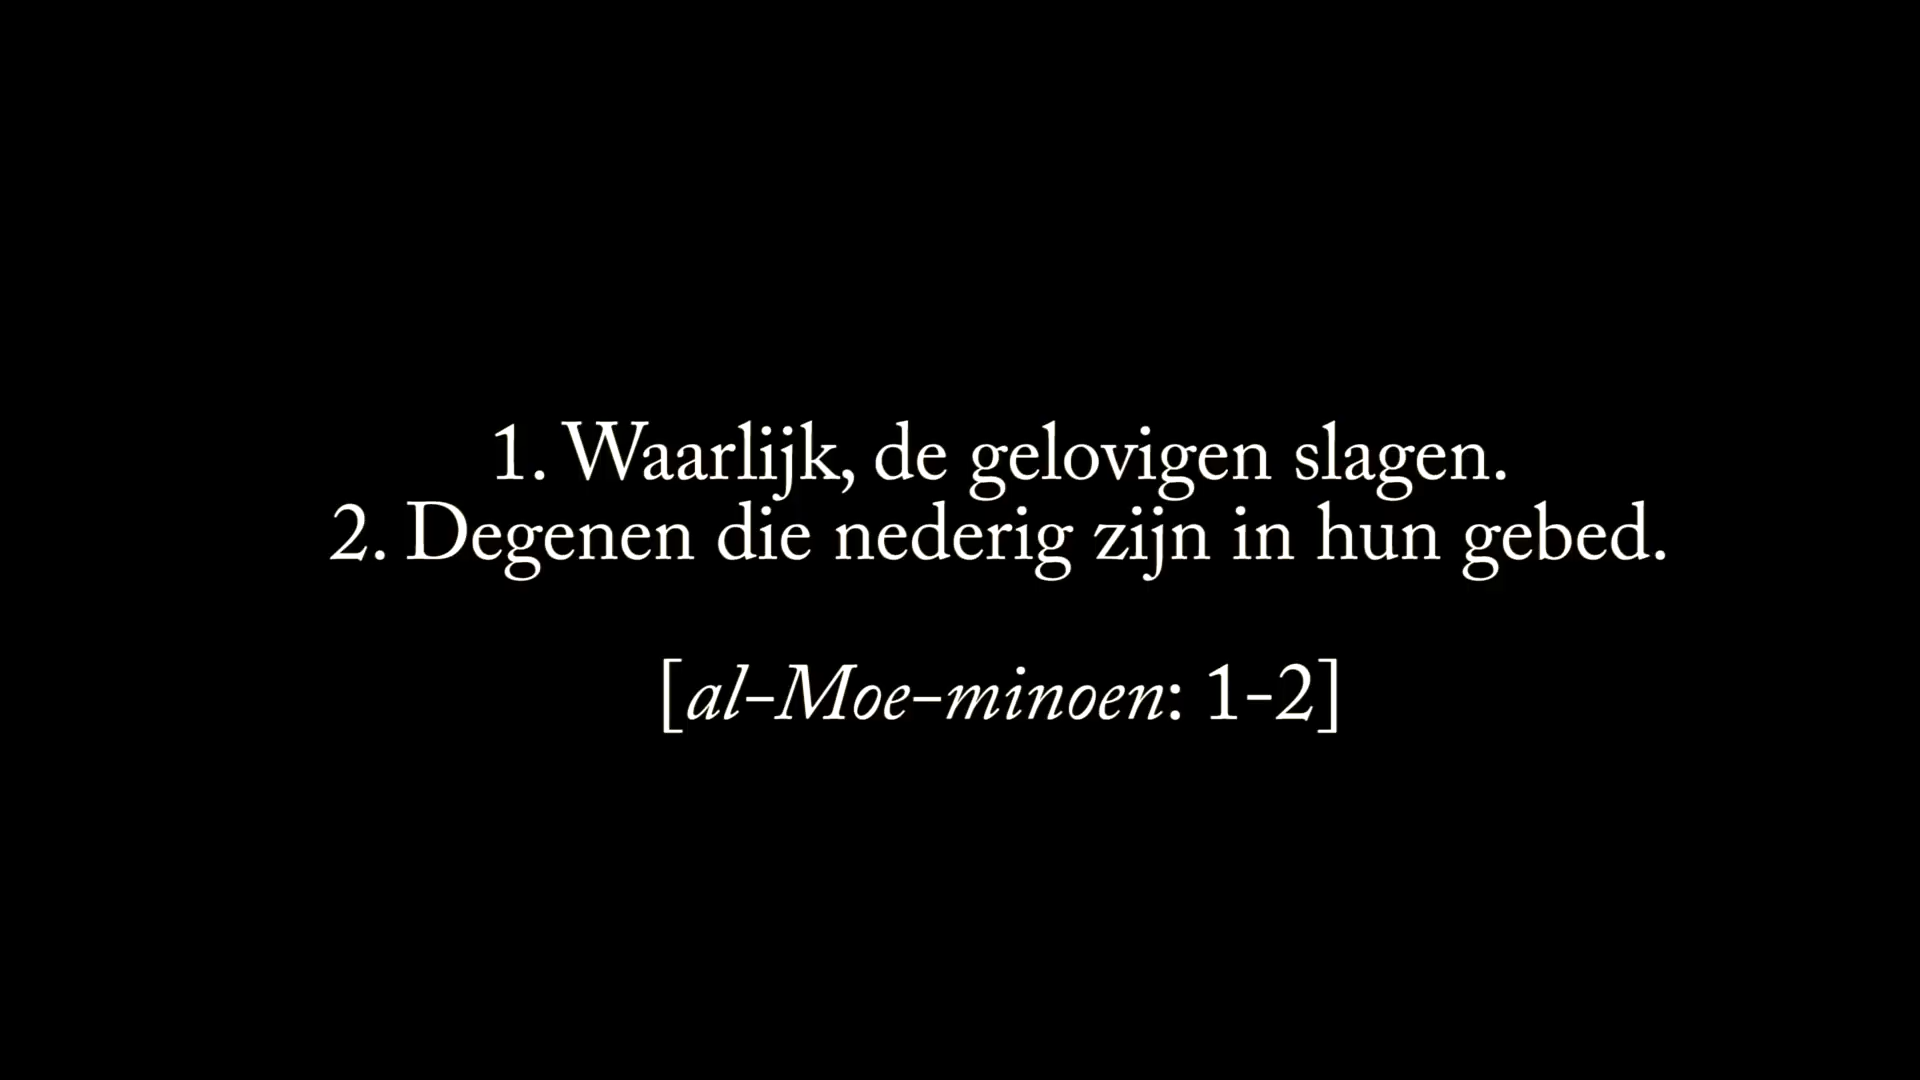 1. Waarlijk, de gelovigen slagen.
2. Degenen die nederig zijn in hun gebed.
[al-Moe-minoen: 1-2]